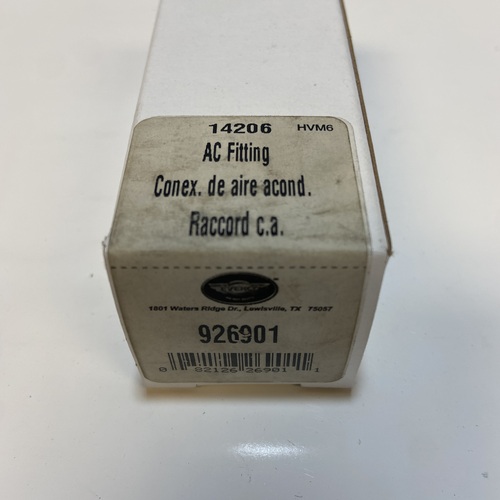 14206 HVM6
AC Fitting
Conex. de aire acond.
Raccord c.a.
1801 Waters Ridge Dr., Lewisville, TX 75057
926901
0 82126 26901 1